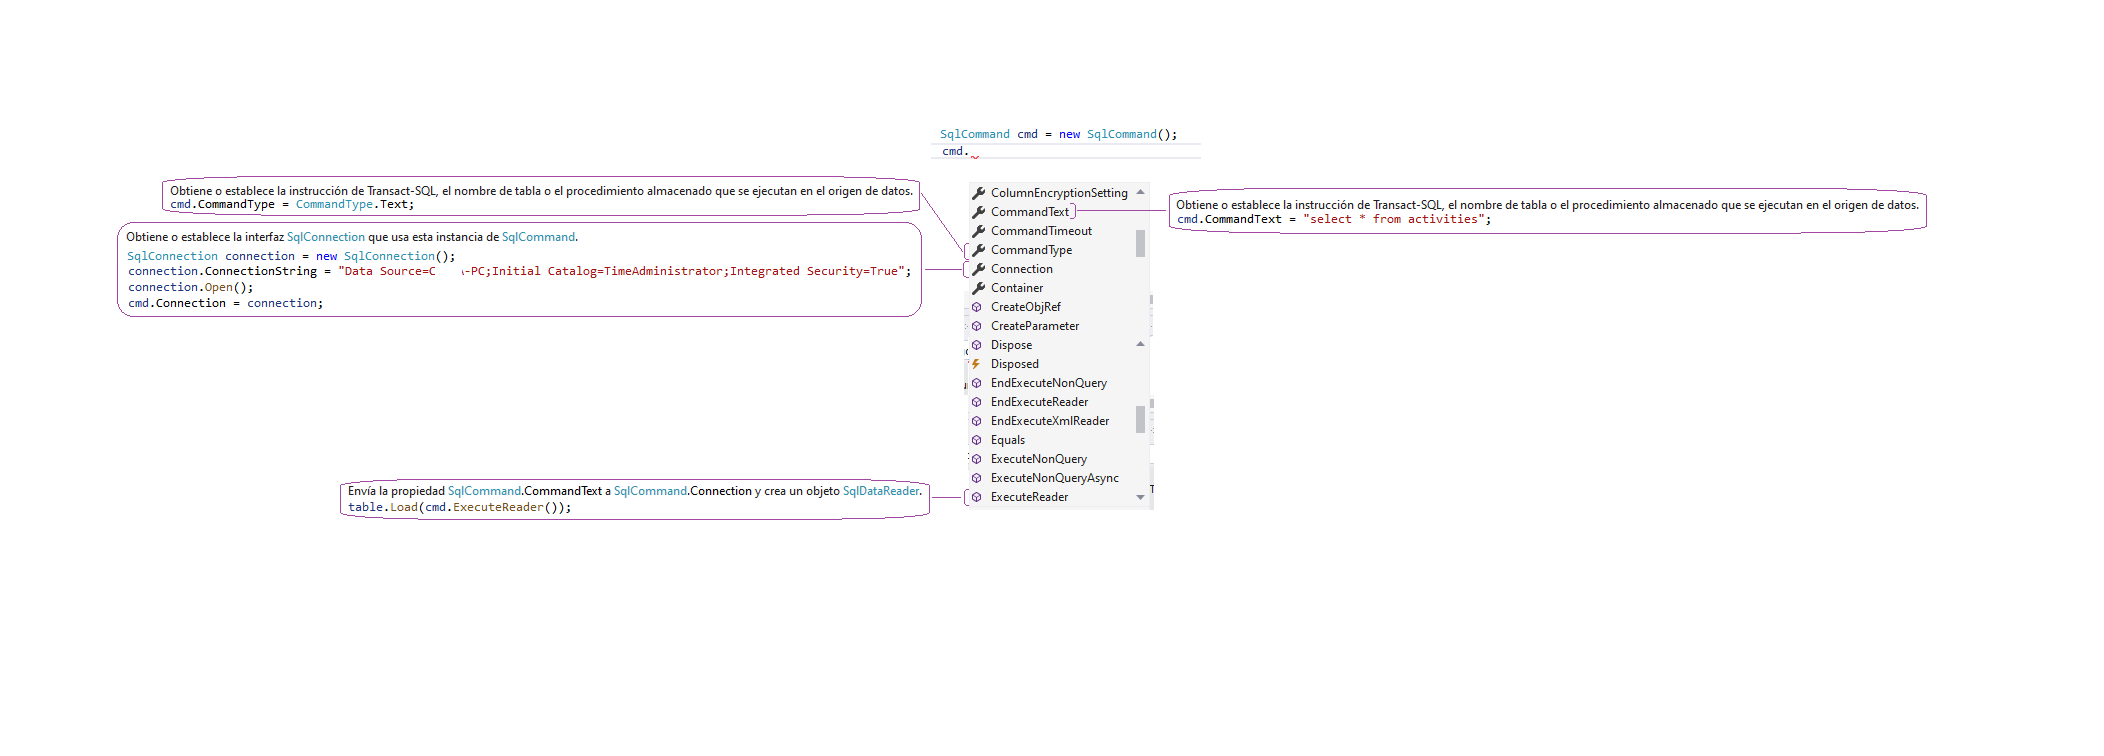 SqlCommand cmd = new SqlCommand();
cmd.
Obtiene o establece la instrucción de Transact-SQL, el nombre de tabla o el procedimiento almacenado que se ejecutan en el origen de datos.
cmd.CommandType = CommandType.Text;
Obtiene o establece la interfaz SqlConnection que usa esta instancia de SqlCommand.
SqlConnection connection = new SqlConnection();
connection.ConnectionString = "Data Source=C -PC;Initial Catalog=TimeAdministrator;Integrated Security=True";
connection.Open();
cmd.Connection = connection;
Envía la propiedad SqlCommand.CommandText a SqlCommand.Connection y crea un objeto SqlDataReader.
table.Load(cmd.ExecuteReader());
ColumnEncryptionSetting
CommandText
CommandTimeout
CommandType
Connection
Container
CreateObjRef
CreateParameter
Dispose
Disposed
EndExecuteNonQuery
EndExecuteReader
EndExecuteXmlReader
Equals
ExecuteNonQuery
ExecuteNonQueryAsync
ExecuteReader
Obtiene o establece la instrucción de Transact-SQL, el nombre de tabla o el procedimiento almacenado que se ejecutan en el origen de datos.
cmd.CommandText = "select * from activities";